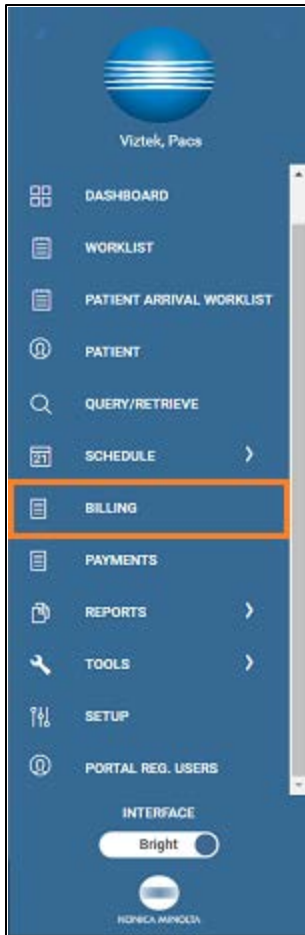 Viztek, Pacs
DASHBOARD
WORKLIST
PATIENT ARRIVAL WORKLIST
PATIENT
QUERY/RETRIEVE
21
SCHEDULE
BILLING
PAYMENTS
REPORTS
TOOLS
SETUP
PORTAL REG. USERS
INTERFACE
Bright
KONICA MINOLTA